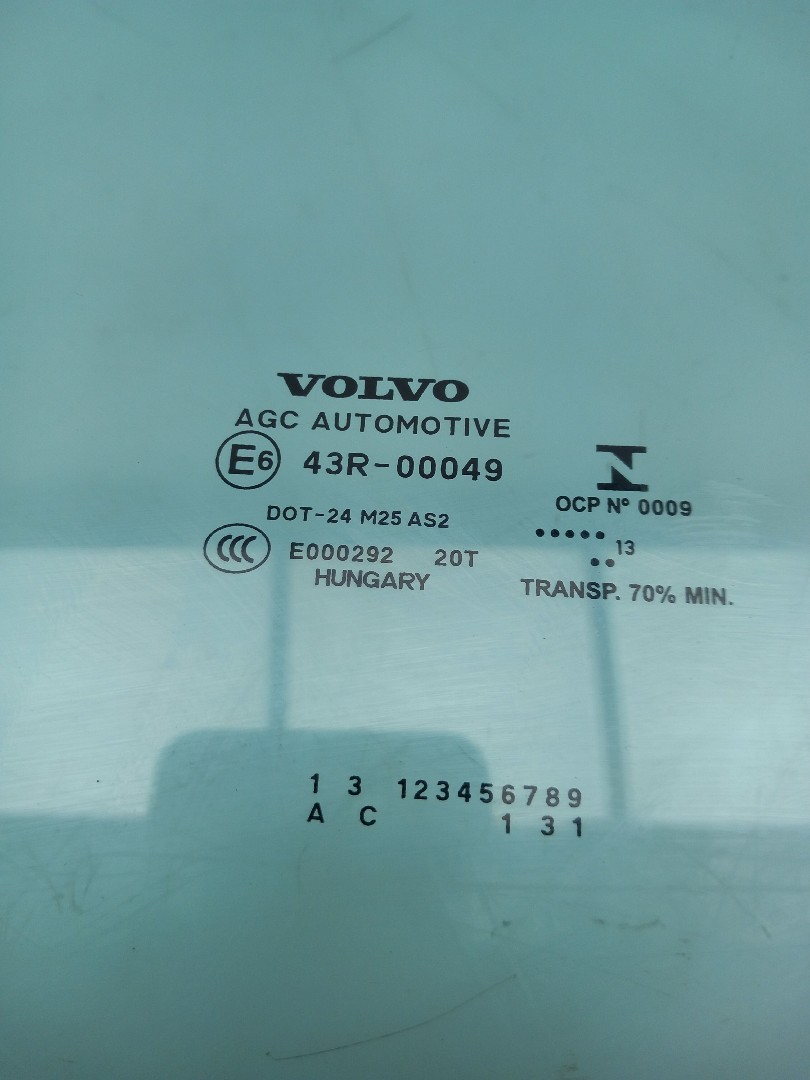 VOLVO
AGC AUTOMOTIVE
E6 43R-00049
DOT-24 M25 AS2
CCC E000292 20T
HUNGARY
N
OCP Nº 0009
••••• 13
••
TRANSP. 70% MIN.
1 3 123456789
A C 1 3 1